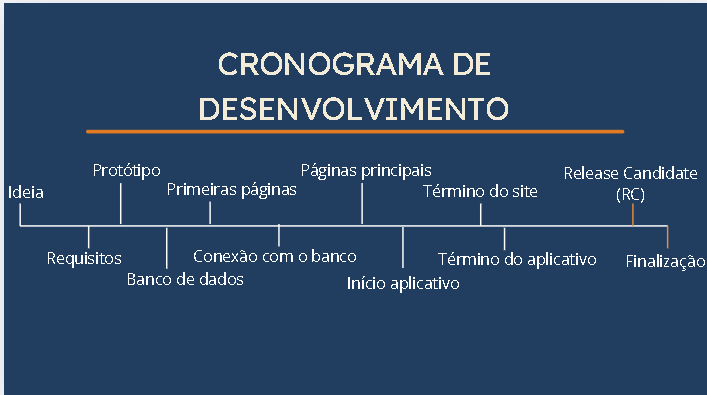 CRONOGRAMA DE
DESENVOLVIMENTO
Ideia
Requisitos
Protótipo
Banco de dados
Primeiras páginas
Conexão com o banco
Páginas principais
Início aplicativo
Término do site
Término do aplicativo
Release Candidate
(RC)
Finalização